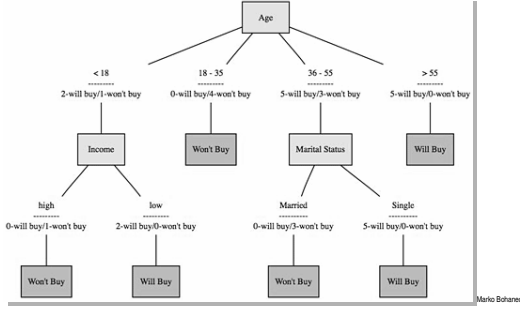 Age
< 18
---------
2-will buy/1-won't buy
18 - 35
---------
0-will buy/4-won't buy
36 - 55
---------
5-will buy/3-won't buy
> 55
---------
5-will buy/0-won't buy
Income
Won't Buy
Marital Status
Will Buy
high
---------
0-will buy/1-won't buy
low
---------
2-will buy/0-won't buy
Married
---------
0-will buy/3-won't buy
Single
---------
5-will buy/0-won't buy
Won't Buy
Will Buy
Won't Buy
Will Buy
Marko Bohanec